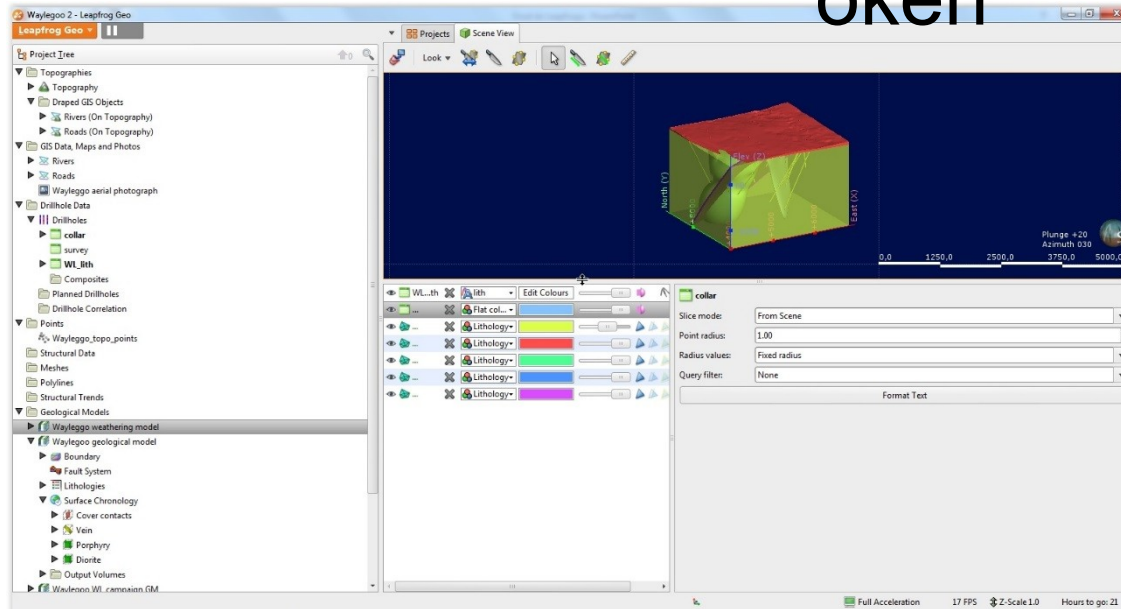 oken
Wayleggo 2 - Leapfrog Geo
Leapfrog Geo
Projects
Scene View
Project Tree
Look
Topographies
Topography
Draped GIS Objects
Rivers (On Topography)
Roads (On Topography)
GIS Data, Maps and Photos
Rivers
Roads
Wayleggo aerial photograph
Drillhole Data
Drillholes
collar
survey
WL_lith
Composites
Planned Drillholes
Drillhole Correlation
Points
Wayleggo_topo_points
Structural Data
Meshes
Polylines
Structural Trends
Geological Models
Wayleggo weathering model
Waylegoo geological model
Boundary
Fault System
Lithologies
Surface Chronology
Cover contacts
Vein
Porphyry
Diorite
Output Volumes
Elev (Z)
North (Y)
East (X)
Plunge +20
Azimuth 030
0,0 1250,0 2500,0 3750,0 5000,0
WL...th lith Edit Colours
... Flat col...
... Lithology
... Lithology
... Lithology
... Lithology
... Lithology
collar
Slice mode: From Scene
Point radius: 1.00
Radius values: Fixed radius
Query filter: None
Format Text
Full Acceleration 17 FPS Z-Scale 1.0 Hours to go: 21